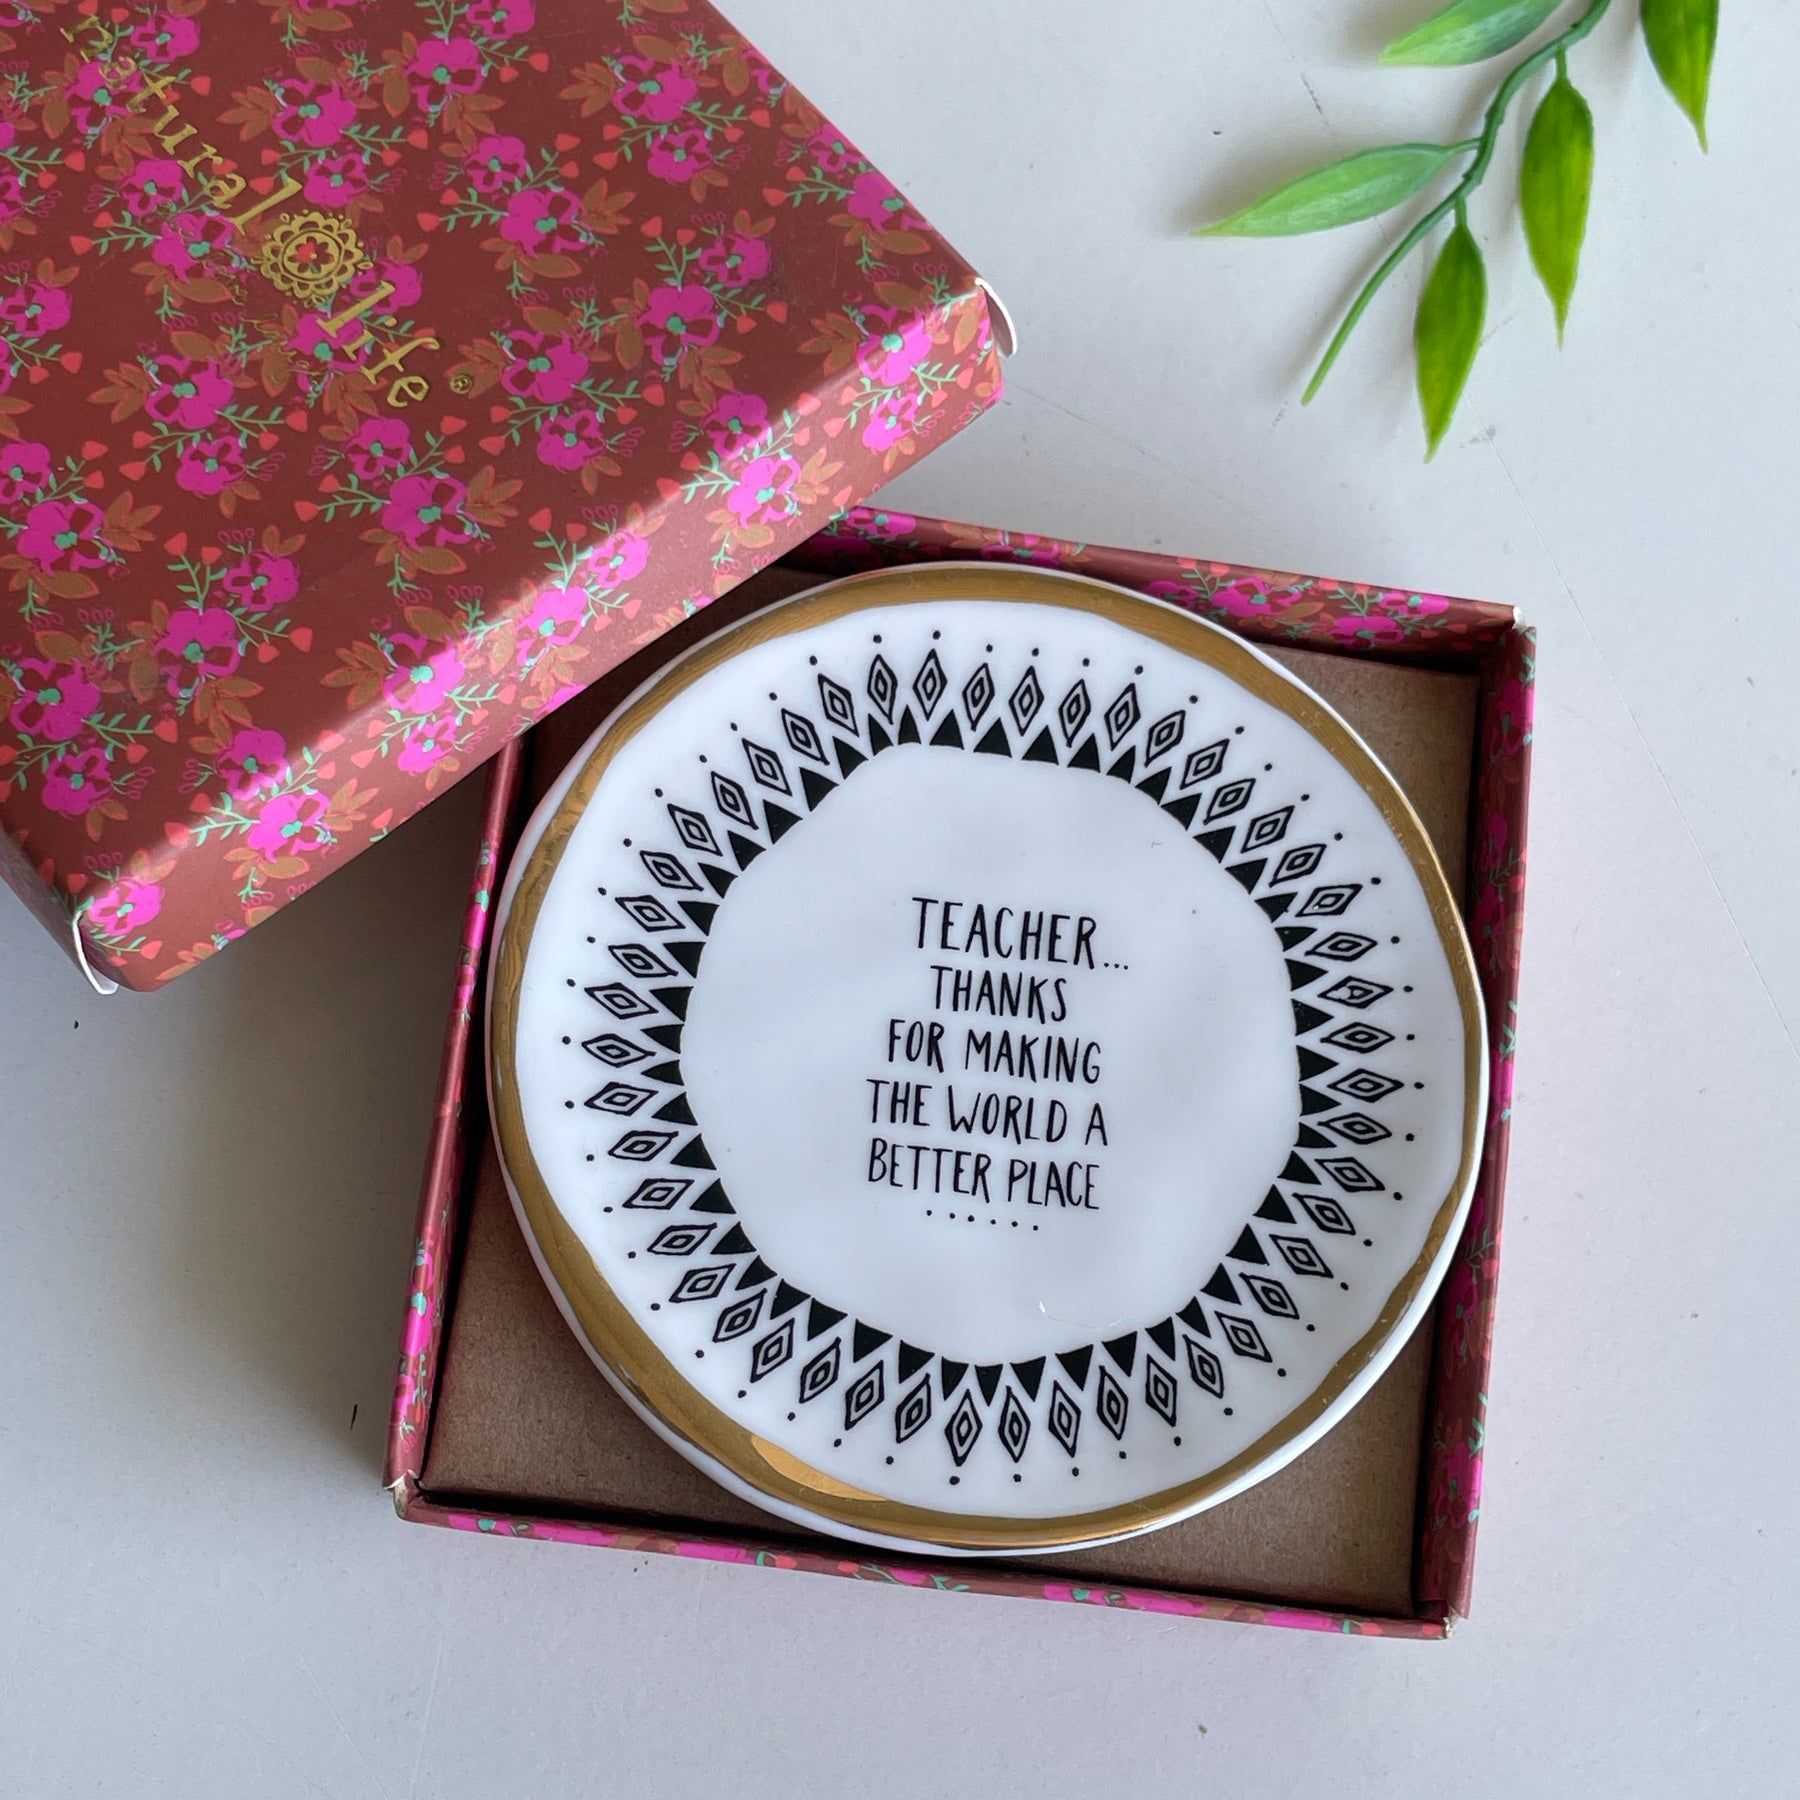 natural life
TEACHER...
THANKS
FOR MAKING
THE WORLD A
BETTER PLACE